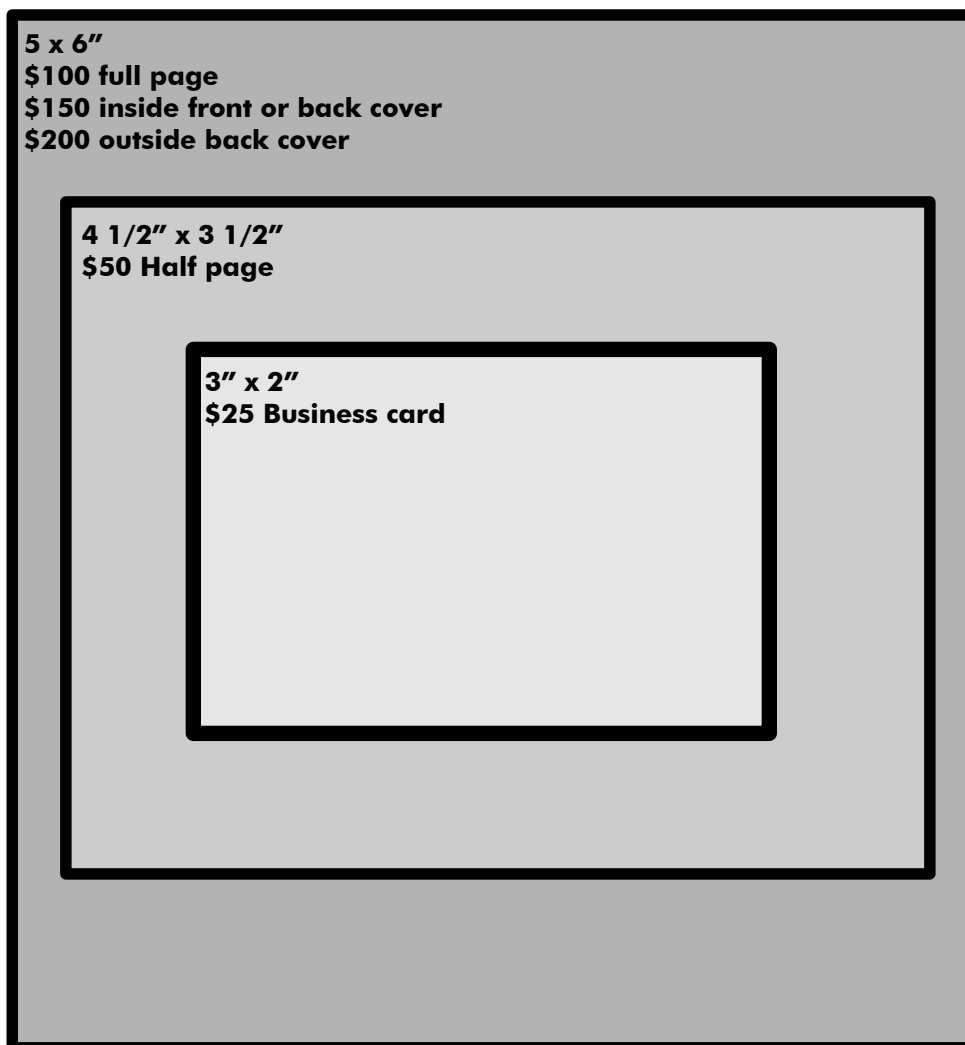 5 x 6”
$100 full page
$150 inside front or back cover
$200 outside back cover
4 1/2” x 3 1/2”
$50 Half page
3” x 2”
$25 Business card